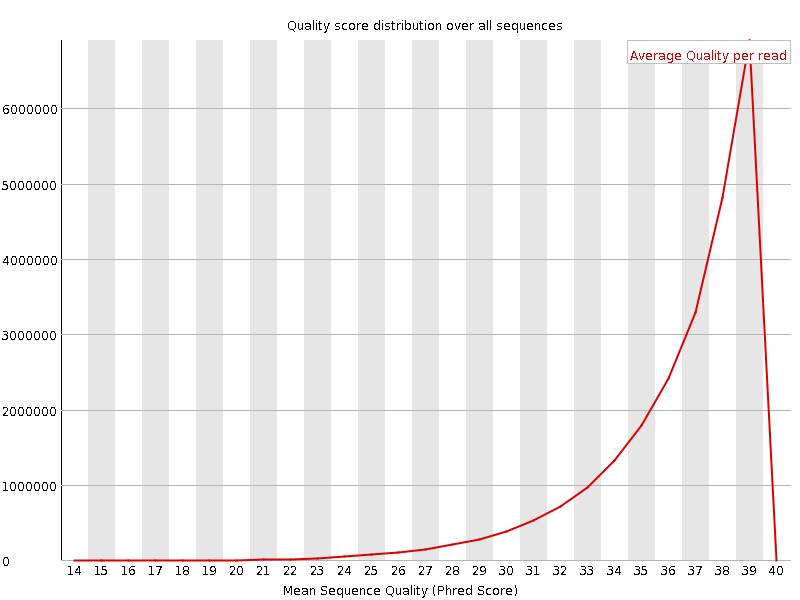 Quality score distribution over all sequences
Average Quality per read
6000000
5000000
4000000
3000000
2000000
1000000
0
14 15 16 17 18 19 20 21 22 23 24 25 26 27 28 29 30 31 32 33 34 35 36 37 38 39 40
Mean Sequence Quality (Phred Score)